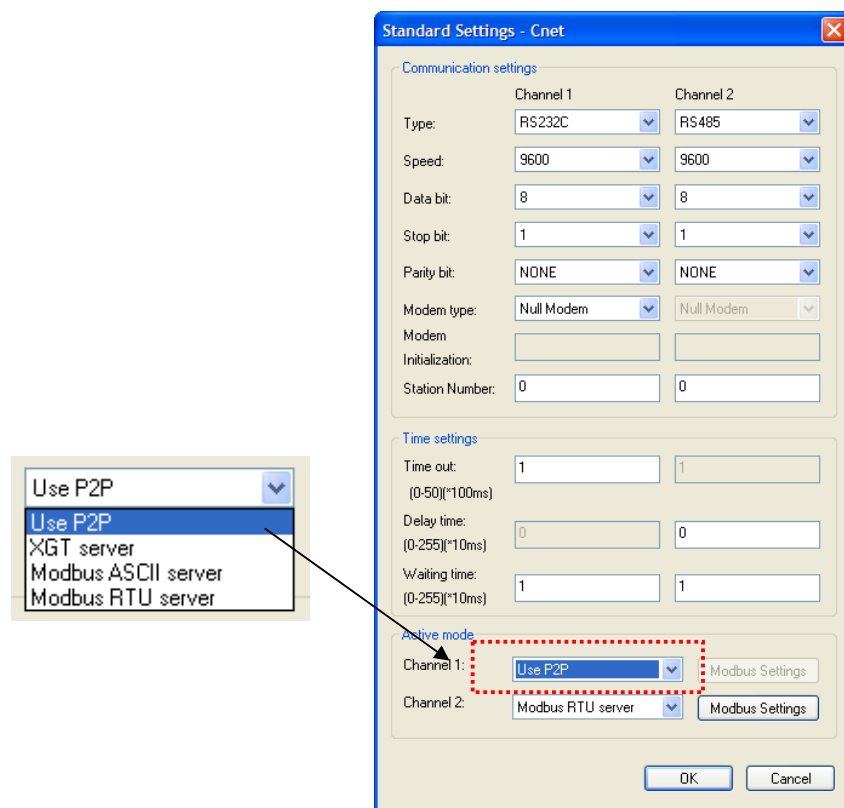 Standard Settings - Cnet
Communication settings
Channel 1 Channel 2
Type: RS232C RS485
Speed: 9600 9600
Data bit: 8 8
Stop bit: 1 1
Parity bit: NONE NONE
Modem type: Null Modem Null Modem
Modem
Initialization:
Station Number: 0 0
Time settings
Time out: 1 1
(0-50)(*100ms)
Delay time: 0 0
(0-255)(*10ms)
Waiting time: 1 1
(0-255)(*10ms)
Active mode
Channel 1: Use P2P Modbus Settings
Channel 2: Modbus RTU server Modbus Settings
OK Cancel
Use P2P
Use P2P
XGT server
Modbus ASCII server
Modbus RTU server